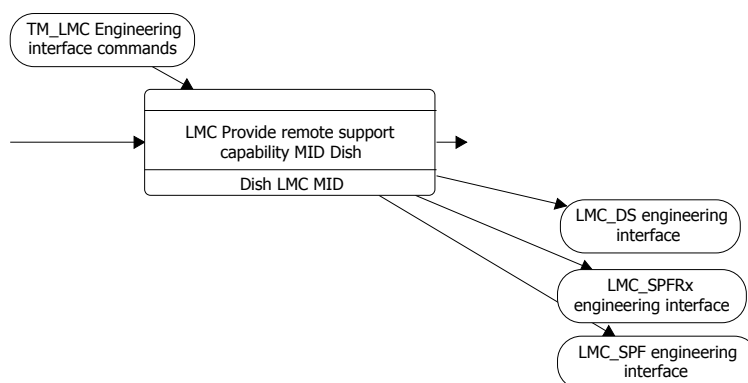 TM_LMC Engineering
interface commands
LMC Provide remote support
capability MID Dish
Dish LMC MID
LMC_DS engineering
interface
LMC_SPFRx
engineering interface
LMC_SPF engineering
interface